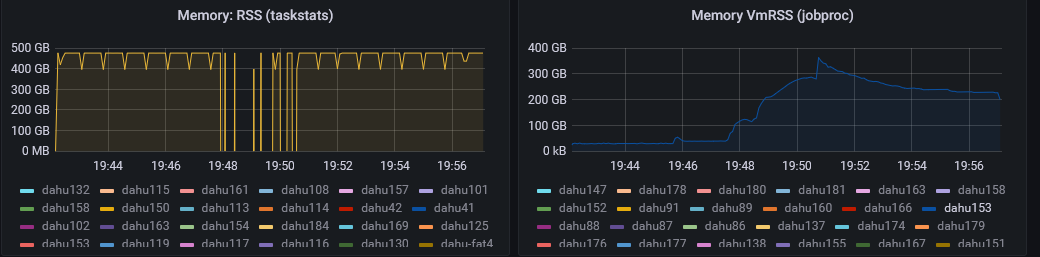 Memory: RSS (taskstats)
500 GB
400 GB
300 GB
200 GB
100 GB
0 MB
19:44 19:46 19:48 19:50 19:52 19:54 19:56
dahu132 dahu115 dahu161 dahu108 dahu157 dahu101
dahu158 dahu150 dahu113 dahu114 dahu42 dahu41
dahu102 dahu163 dahu154 dahu184 dahu169 dahu125
dahu153 dahu119 dahu117 dahu116 dahu130 dahu-fat4
Memory VmRSS (jobproc)
400 GB
300 GB
200 GB
100 GB
0 kB
19:44 19:46 19:48 19:50 19:52 19:54 19:56
dahu147 dahu178 dahu180 dahu181 dahu163 dahu158
dahu152 dahu91 dahu89 dahu160 dahu166 dahu153
dahu88 dahu87 dahu86 dahu137 dahu174 dahu179
dahu176 dahu177 dahu138 dahu155 dahu167 dahu151